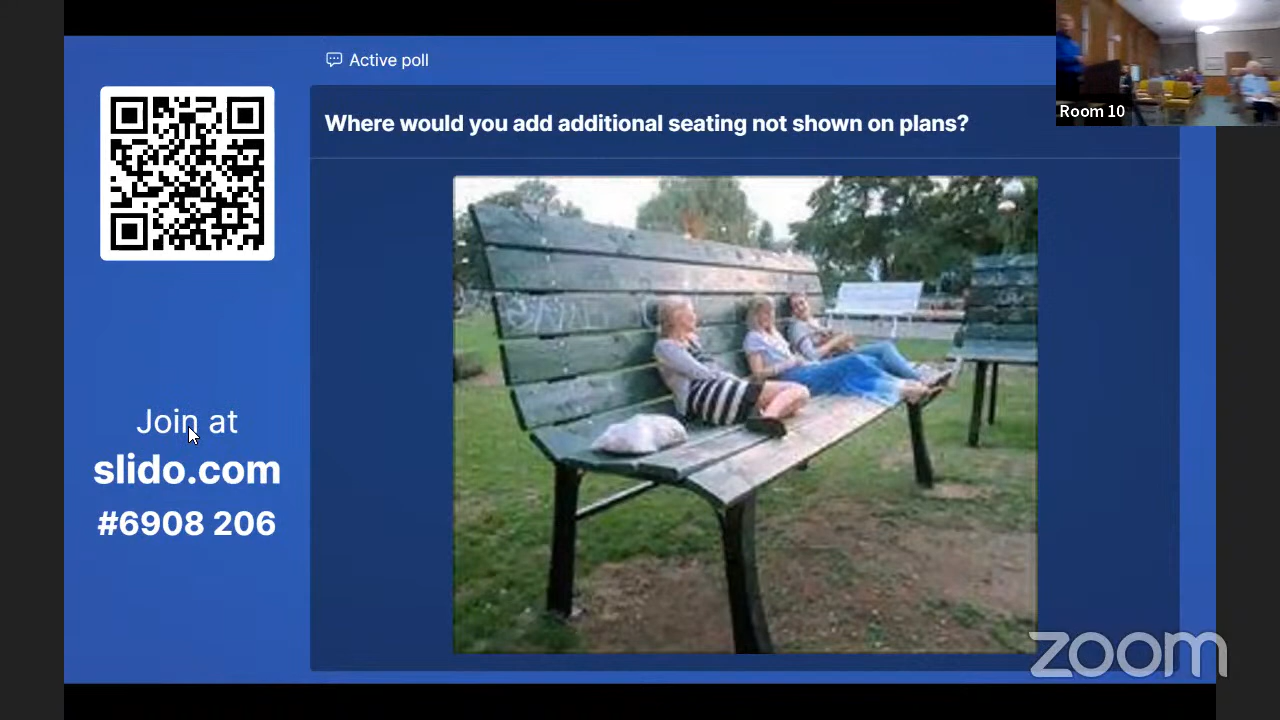 Active poll
Where would you add additional seating not shown on plans?
Room 10
Join at
slido.com
#6908 206
zoom